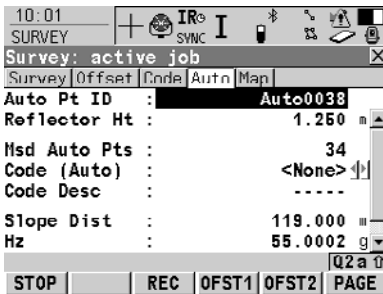 10:01
SURVEY
IR
SYNC
I
Survey: active job
Survey Offset Code Auto Map
Auto Pt ID : Auto0038
Reflector Ht : 1.250 m
Msd Auto Pts : 34
Code (Auto) : <None>
Code Desc : -----
Slope Dist : 119.000 m
Hz : 55.0002 g
Q2a
STOP REC OFST1 OFST2 PAGE